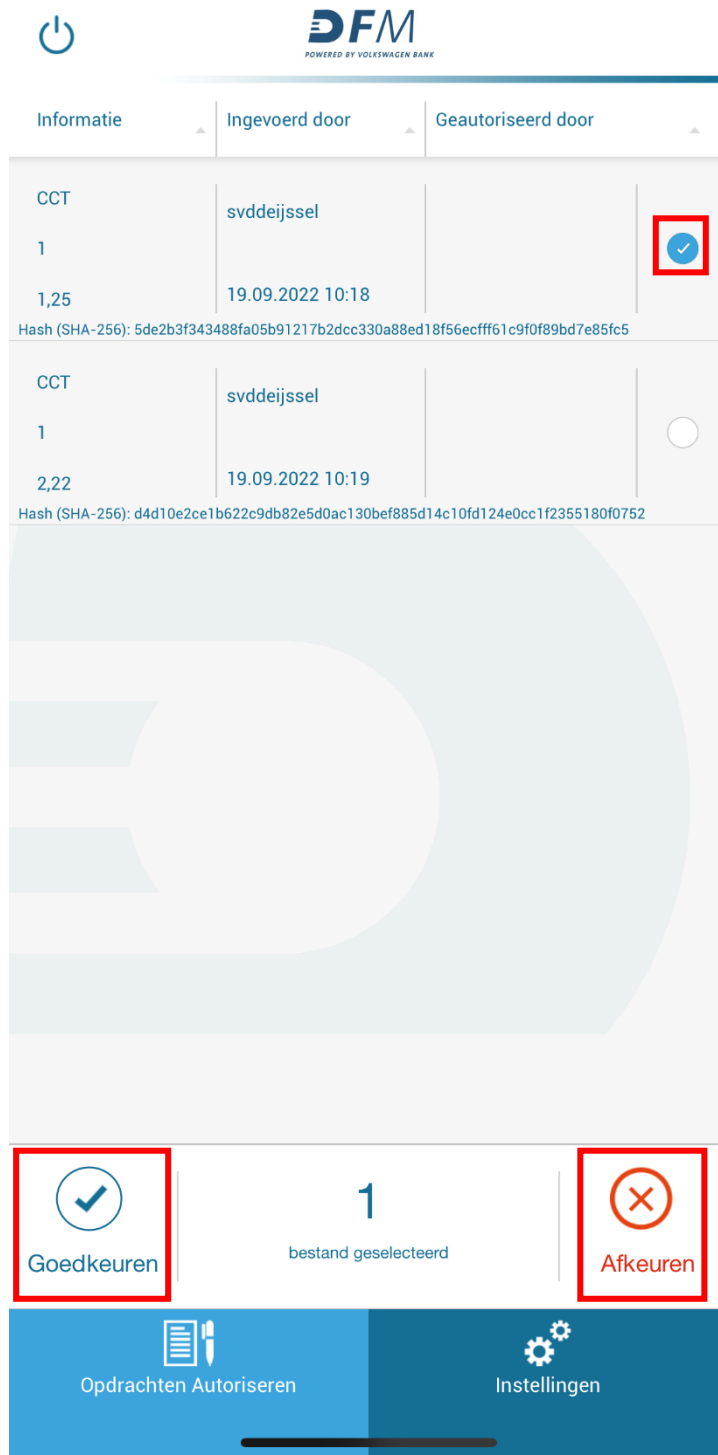 DFM
POWERED BY VOLKSWAGEN BANK
Informatie Ingevoerd door Geautoriseerd door
CCT
svddeijssel
1
1,25 19.09.2022 10:18
Hash (SHA-256): 5de2b3f343488fa05b91217b2dcc330a88ed18f56ecfff61c9f0f89bd7e85fc5
CCT
svddeijssel
1
2,22 19.09.2022 10:19
Hash (SHA-256): d4d10e2ce1b622c9db82e5d0ac130bef885d14c10fd124e0cc1f2355180f0752
1
bestand geselecteerd
Goedkeuren Afkeuren
Opdrachten Autoriseren Instellingen